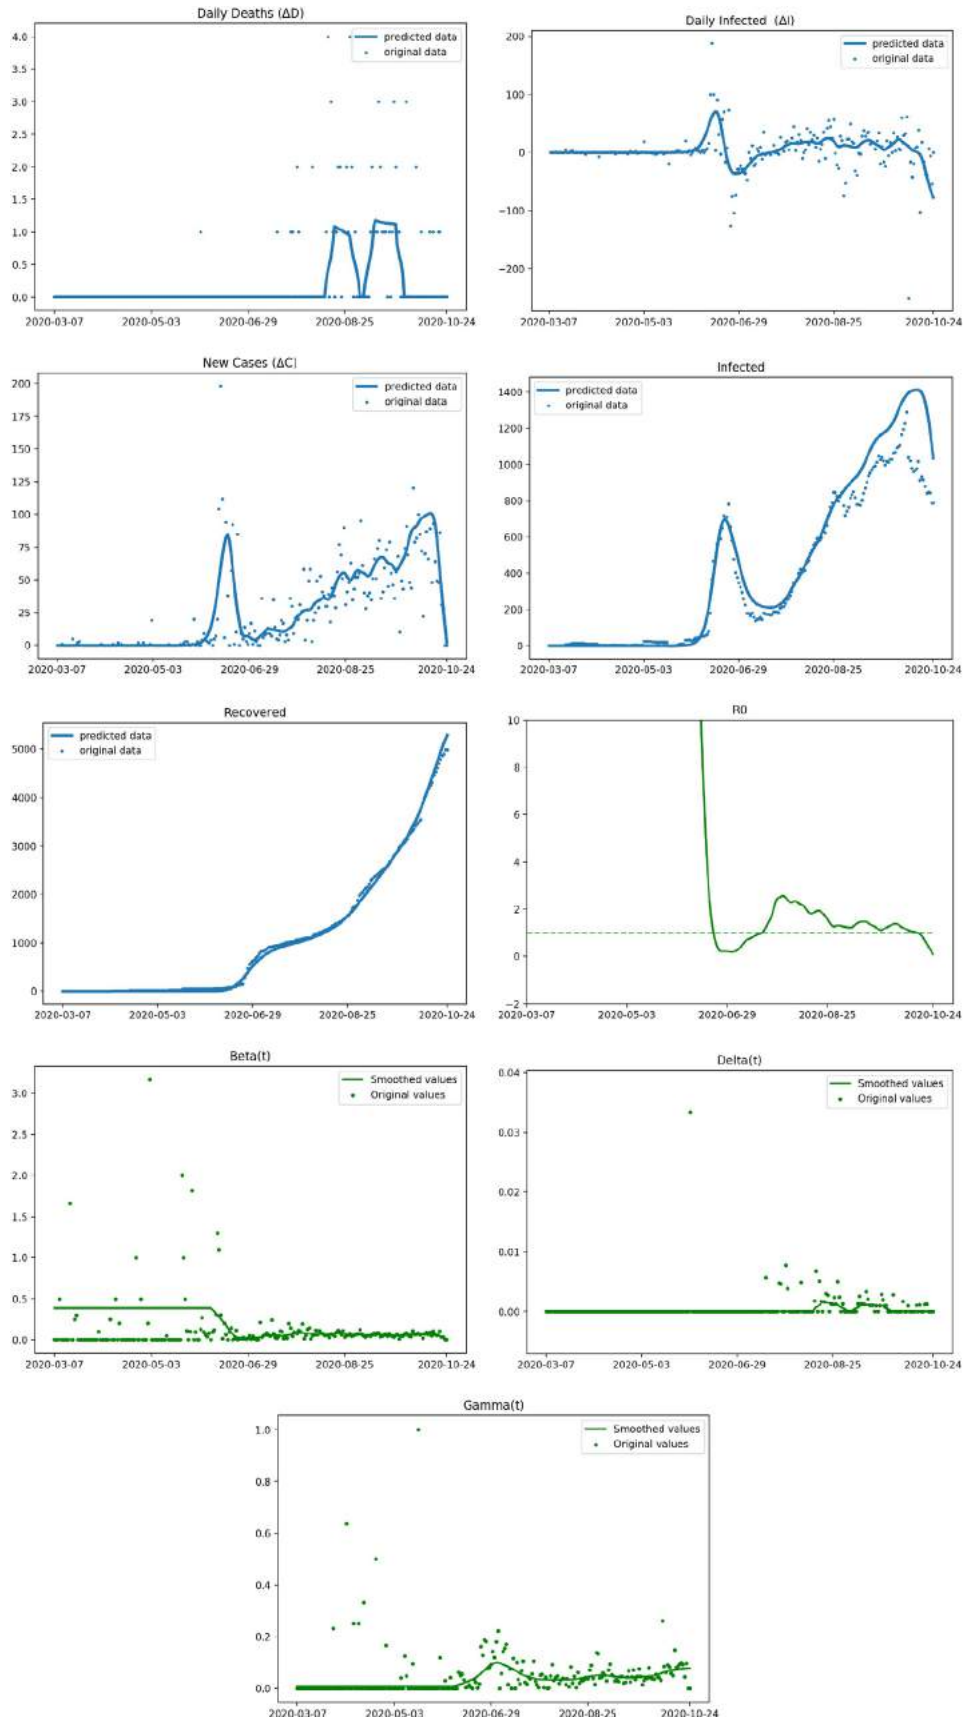 Daily Deaths (ΔD)
4.0
3.5
3.0
2.5
2.0
1.5
1.0
0.5
0.0
predicted data
original data
2020-03-07 2020-05-03 2020-06-29 2020-08-25 2020-10-24
Daily Infected (ΔI)
200
100
0
−100
−200
predicted data
original data
2020-03-07 2020-05-03 2020-06-29 2020-08-25 2020-10-24
New Cases (ΔC)
200
175
150
125
100
75
50
25
0
predicted data
original data
2020-03-07 2020-05-03 2020-06-29 2020-08-25 2020-10-24
Infected
1400
1200
1000
800
600
400
200
0
predicted data
original data
2020-03-07 2020-05-03 2020-06-29 2020-08-25 2020-10-24
Recovered
5000
4000
3000
2000
1000
0
predicted data
original data
2020-03-07 2020-05-03 2020-06-29 2020-08-25 2020-10-24
R0
10
8
6
4
2
0
−2
2020-03-07 2020-05-03 2020-06-29 2020-08-25 2020-10-24
Beta(t)
3.0
2.5
2.0
1.5
1.0
0.5
0.0
Smoothed values
Original values
2020-03-07 2020-05-03 2020-06-29 2020-08-25 2020-10-24
Delta(t)
0.04
0.03
0.02
0.01
0.00
Smoothed values
Original values
2020-03-07 2020-05-03 2020-06-29 2020-08-25 2020-10-24
Gamma(t)
1.0
0.8
0.6
0.4
0.2
0.0
Smoothed values
Original values
2020-03-07 2020-05-03 2020-06-29 2020-08-25 2020-10-24